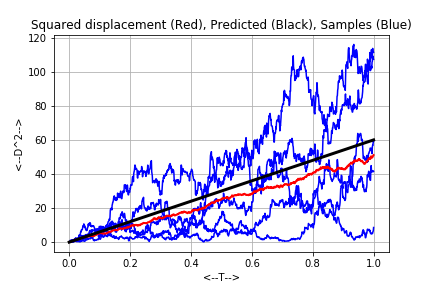 Squared displacement (Red), Predicted (Black), Samples (Blue)
120
100
80
60
40
20
0
<--D^2-->
0.0 0.2 0.4 0.6 0.8 1.0
<--T-->